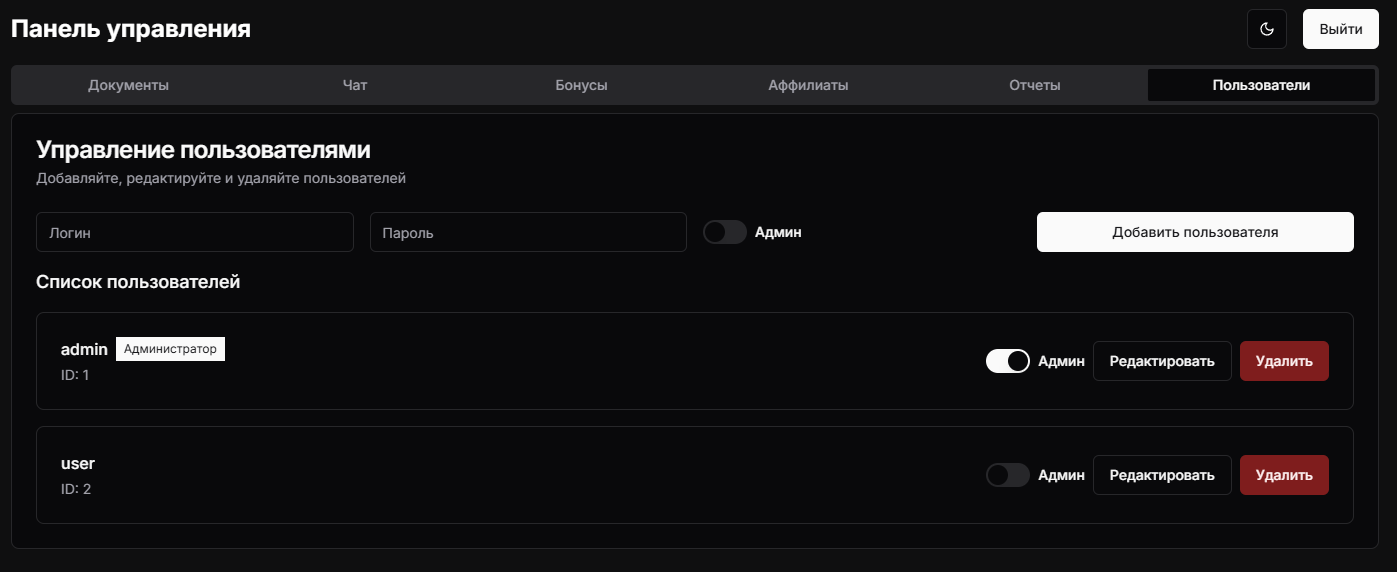 Панель управления
Выйти
Документы Чат Бонусы Аффилиаты Отчеты Пользователи
Управление пользователями
Добавляйте, редактируйте и удаляйте пользователей
Логин Пароль Админ Добавить пользователя
Список пользователей
admin Администратор
ID: 1
Админ Редактировать Удалить
user
ID: 2
Админ Редактировать Удалить